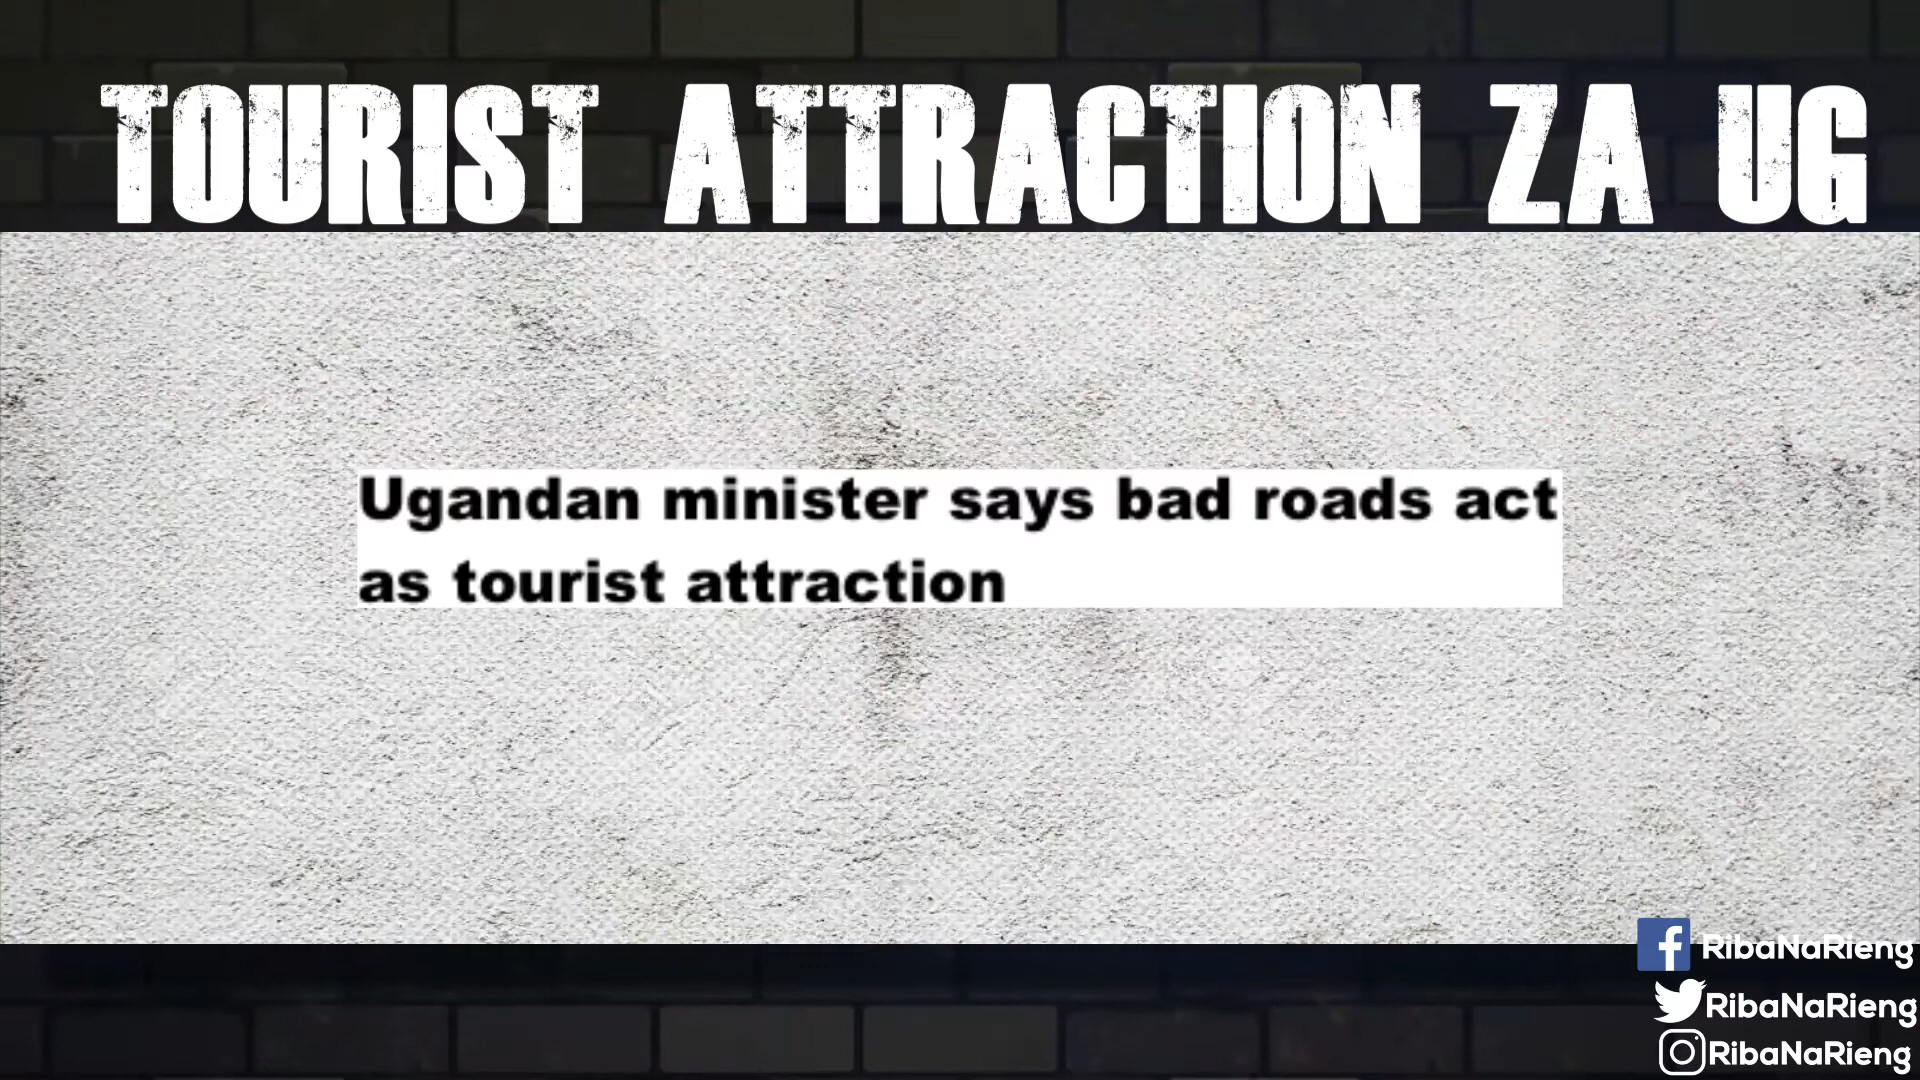 TOURIST ATTRACTION ZA UG
Ugandan minister says bad roads act
as tourist attraction
RibaNaRieng
RibaNaRieng
RibaNaRieng